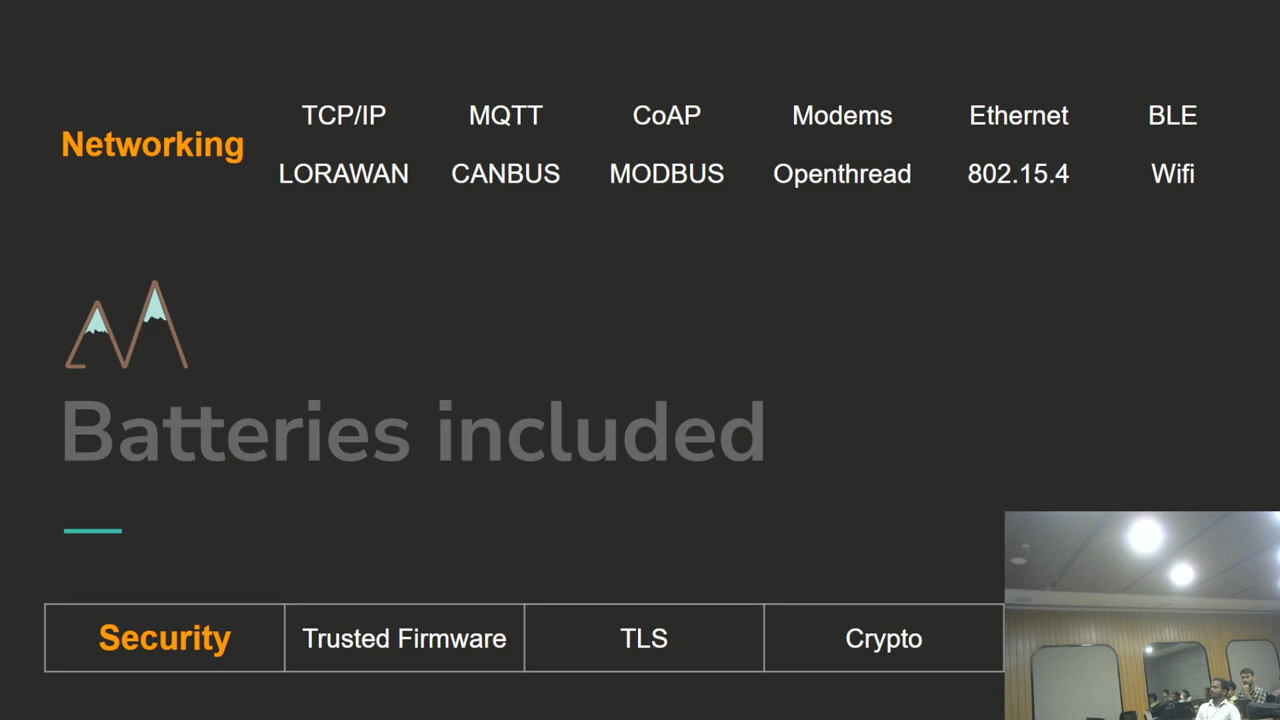 Networking
TCP/IP MQTT CoAP Modems Ethernet BLE
LORAWAN CANBUS MODBUS Openthread 802.15.4 Wifi
Batteries included
Security Trusted Firmware TLS Crypto